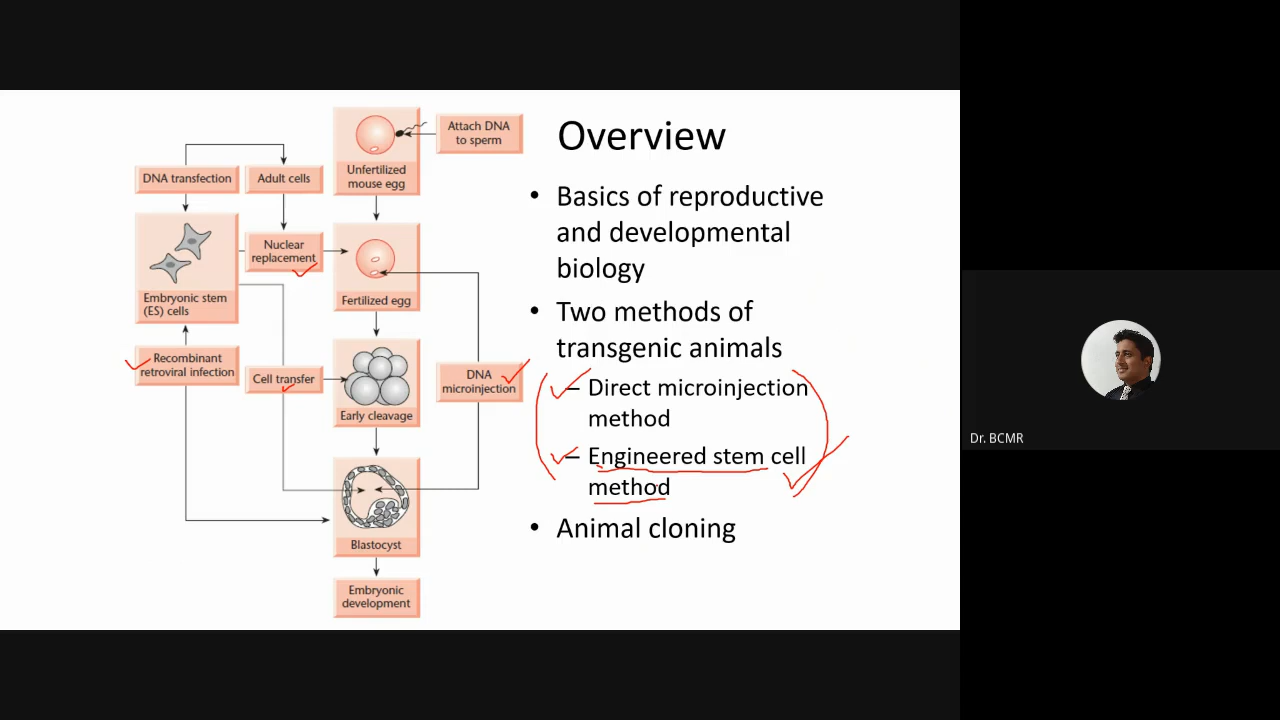 Attach DNA
to sperm
Unfertilized
mouse egg
DNA transfection
Adult cells
Nuclear
replacement
Embryonic stem
(ES) cells
Fertilized egg
Recombinant
retroviral infection
Cell transfer
DNA
microinjection
Early cleavage
Blastocyst
Embryonic
development
Overview
• Basics of reproductive
and developmental
biology
• Two methods of
transgenic animals
– Direct microinjection
method
– Engineered stem cell
method
• Animal cloning
Dr. BCMR